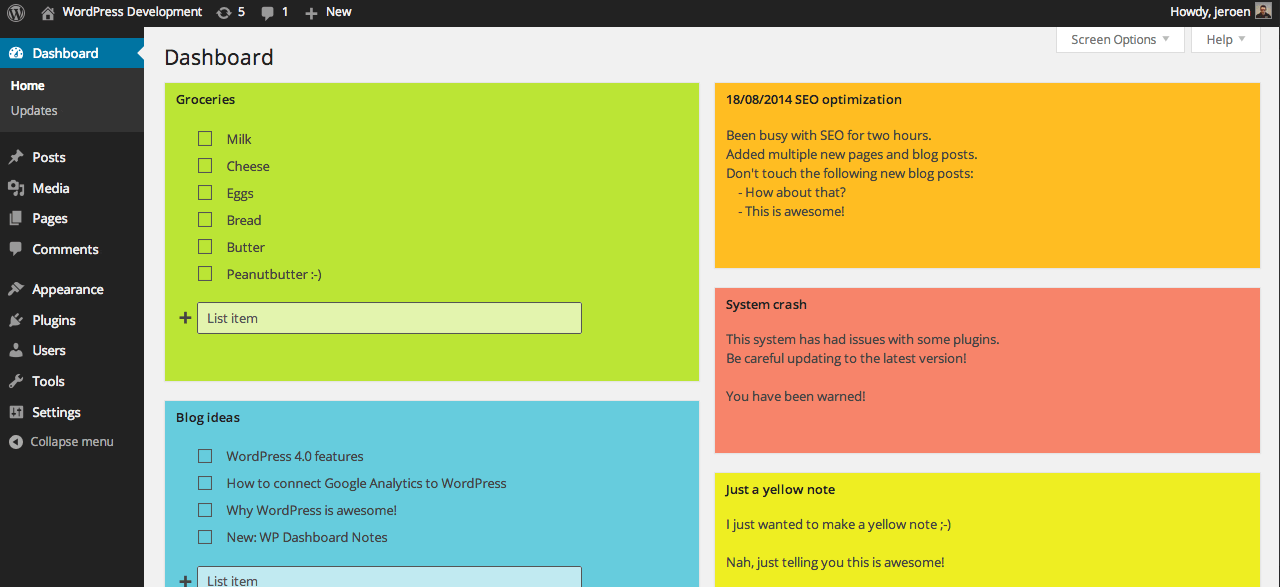 WordPress Development 5 1 New Howdy, jeroen
Dashboard
Home
Updates
Posts
Media
Pages
Comments
Appearance
Plugins
Users
Tools
Settings
Collapse menu
Screen Options Help
Dashboard
Groceries
Milk
Cheese
Eggs
Bread
Butter
Peanutbutter :-)
List item
Blog ideas
WordPress 4.0 features
How to connect Google Analytics to WordPress
Why WordPress is awesome!
New: WP Dashboard Notes
List item
18/08/2014 SEO optimization
Been busy with SEO for two hours.
Added multiple new pages and blog posts.
Don't touch the following new blog posts:
- How about that?
- This is awesome!
System crash
This system has had issues with some plugins.
Be careful updating to the latest version!
You have been warned!
Just a yellow note
I just wanted to make a yellow note ;-)
Nah, just telling you this is awesome!